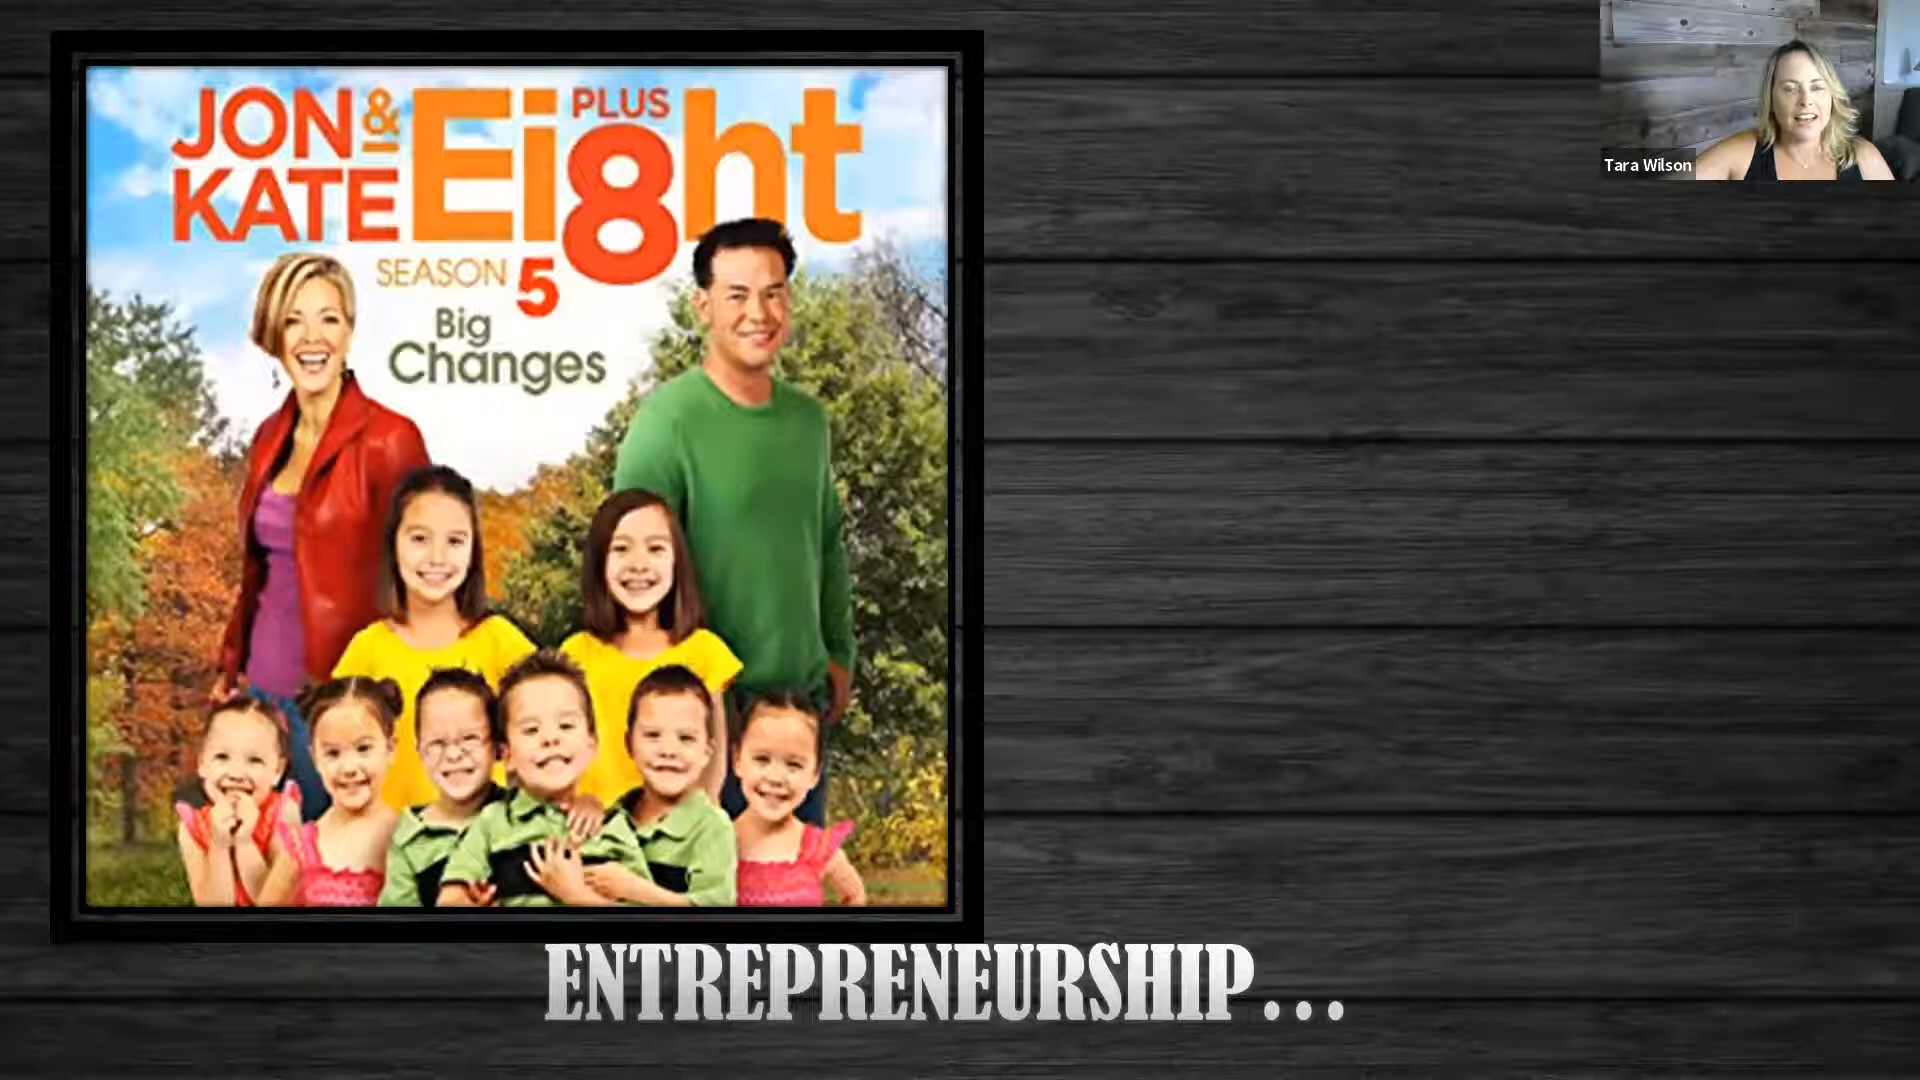 JON & KATE PLUS Ei8ht
SEASON 5
Big
Changes
Tara Wilson
ENTREPRENEURSHIP...